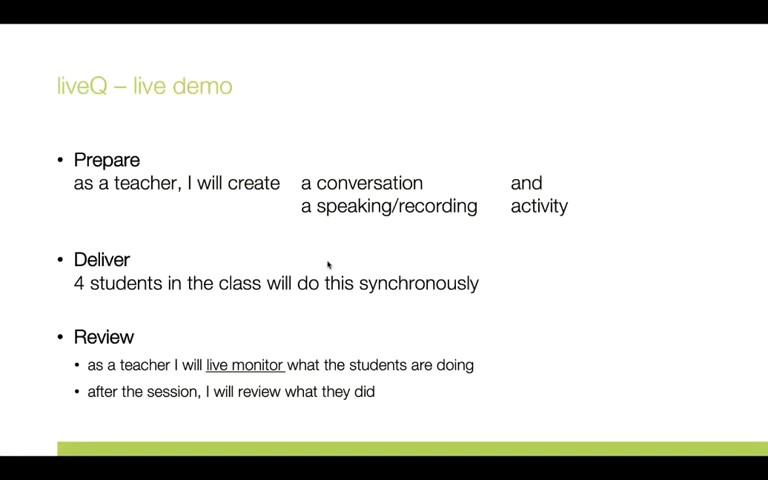 liveQ – live demo
• Prepare
as a teacher, I will create a conversation and
a speaking/recording activity
• Deliver
4 students in the class will do this synchronously
• Review
• as a teacher I will live monitor what the students are doing
• after the session, I will review what they did